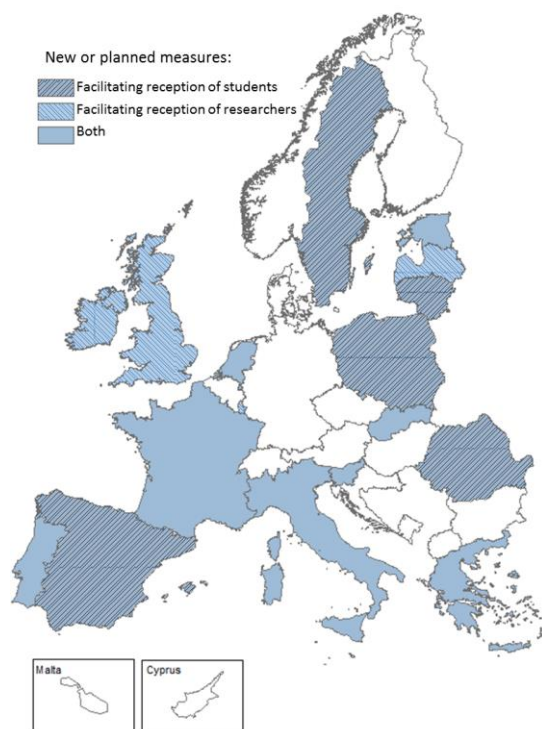 New or planned measures:
Facilitating reception of students
Facilitating reception of researchers
Both
Malta
Cyprus